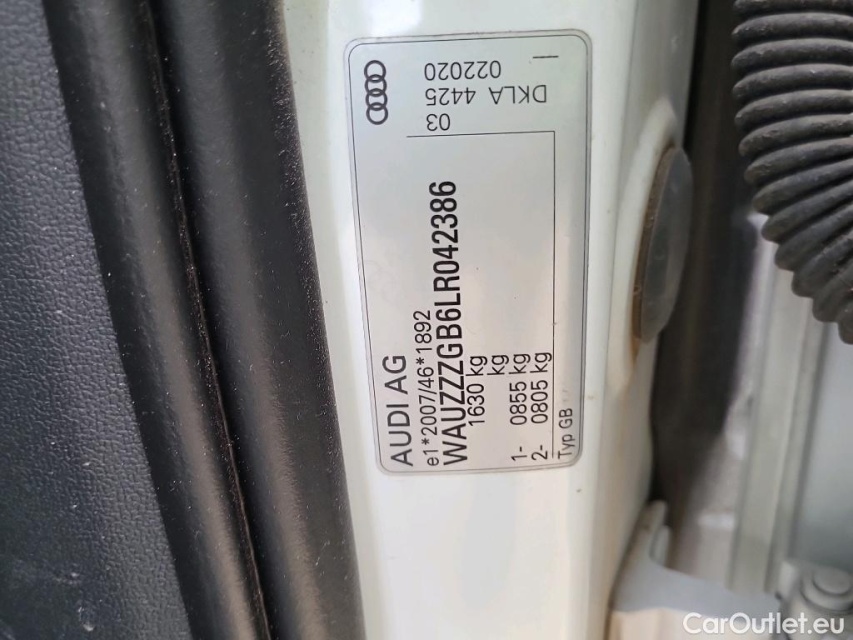 AUDI AG
e1*2007/46*1892
WAUZZZGB6LR042386
1630 kg
kg
1- 0855 kg
2- 0805 kg
Typ GB
03
DKLA 4425
022020
CarOutlet.eu